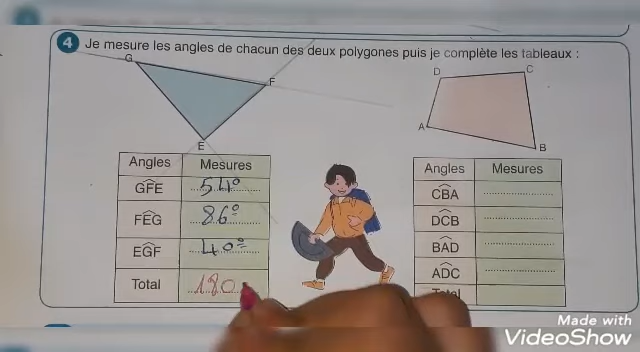 4 Je mesure les angles de chacun des deux polygones puis je complète les tableaux :
G
F
E
D
C
A
B
Angles Mesures
GFE 54°
FEG 86°
EGF 40°
Total 180
Angles Mesures
CBA
DCB
BAD
ADC
Total
Made with
VideoShow